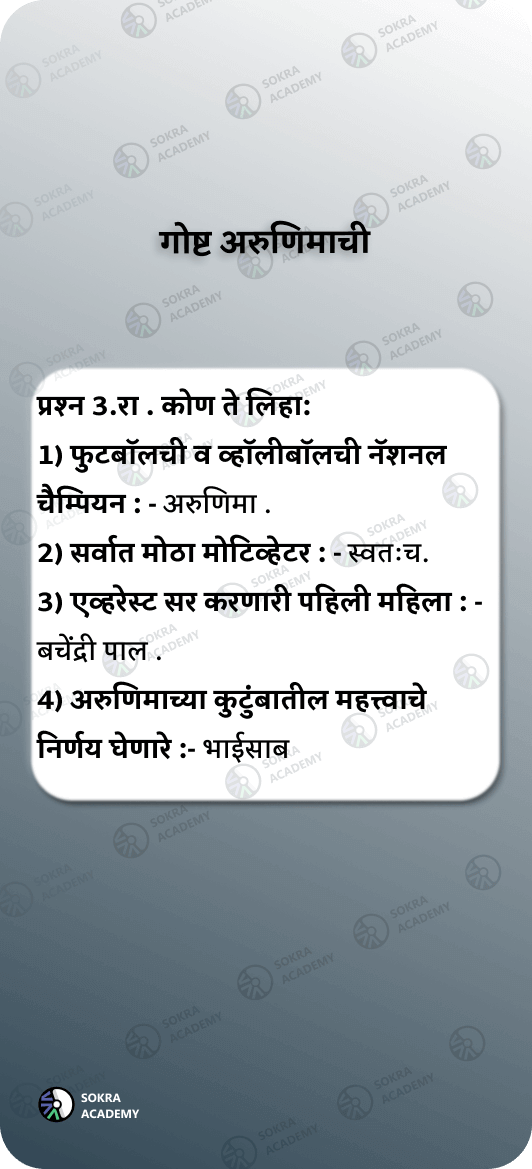 गोष्ट अरुणिमाची
प्रश्न 3.रा . कोण ते लिहा:
1) फुटबॉलची व व्हॉलीबॉलची नॅशनल
चैम्पियन : - अरुणिमा .
2) सर्वात मोठा मोटिव्हेटर : - स्वतःच.
3) एव्हरेस्ट सर करणारी पहिली महिला : -
बचेंद्री पाल .
4) अरुणिमाच्या कुटुंबातील महत्त्वाचे
निर्णय घेणारे :- भाईसाब
SOKRA
ACADEMY